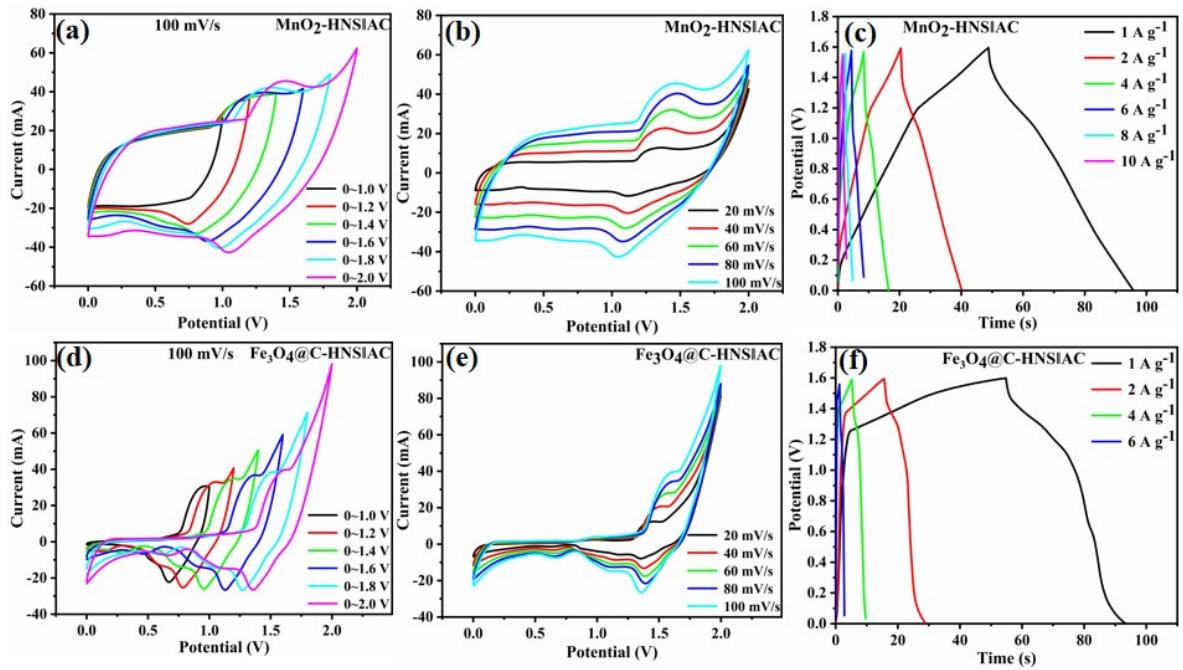 (a)
100 mV/s
MnO2-HNS‖AC
80
60
40
20
0
-20
-40
-60
Current (mA)
0~1.0 V
0~1.2 V
0~1.4 V
0~1.6 V
0~1.8 V
0~2.0 V
0.0 0.5 1.0 1.5 2.0
Potential (V)
(b)
MnO2-HNS‖AC
80
60
40
20
0
-20
-40
-60
Current (mA)
20 mV/s
40 mV/s
60 mV/s
80 mV/s
100 mV/s
0.0 0.5 1.0 1.5 2.0
Potential (V)
(c)
MnO2-HNS‖AC
1.8
1.6
1.4
1.2
1.0
0.8
0.6
0.4
0.2
0.0
Potential (V)
1 A g-1
2 A g-1
4 A g-1
6 A g-1
8 A g-1
10 A g-1
0 20 40 60 80 100
Time (s)
(d)
100 mV/s
Fe3O4@C-HNS‖AC
100
80
60
40
20
0
-20
-40
Current (mA)
0~1.0 V
0~1.2 V
0~1.4 V
0~1.6 V
0~1.8 V
0~2.0 V
0.0 0.5 1.0 1.5 2.0
Potential (V)
(e)
Fe3O4@C-HNS‖AC
100
80
60
40
20
0
-20
-40
Current (mA)
20 mV/s
40 mV/s
60 mV/s
80 mV/s
100 mV/s
0.0 0.5 1.0 1.5 2.0
Potential (V)
(f)
Fe3O4@C-HNS‖AC
1.8
1.6
1.4
1.2
1.0
0.8
0.6
0.4
0.2
0.0
Potential (V)
1 A g-1
2 A g-1
4 A g-1
6 A g-1
0 20 40 60 80 100
Time (s)